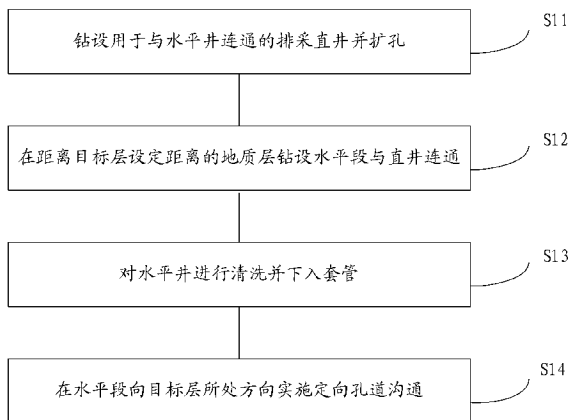 S11
钻设用于与水平井连通的排采直井并扩孔
S12
在距离目标层设定距离的地质层钻设水平段与直井连通
S13
对水平井进行清洗并下入套管
S14
在水平段向目标层所处方向实施定向孔道沟通